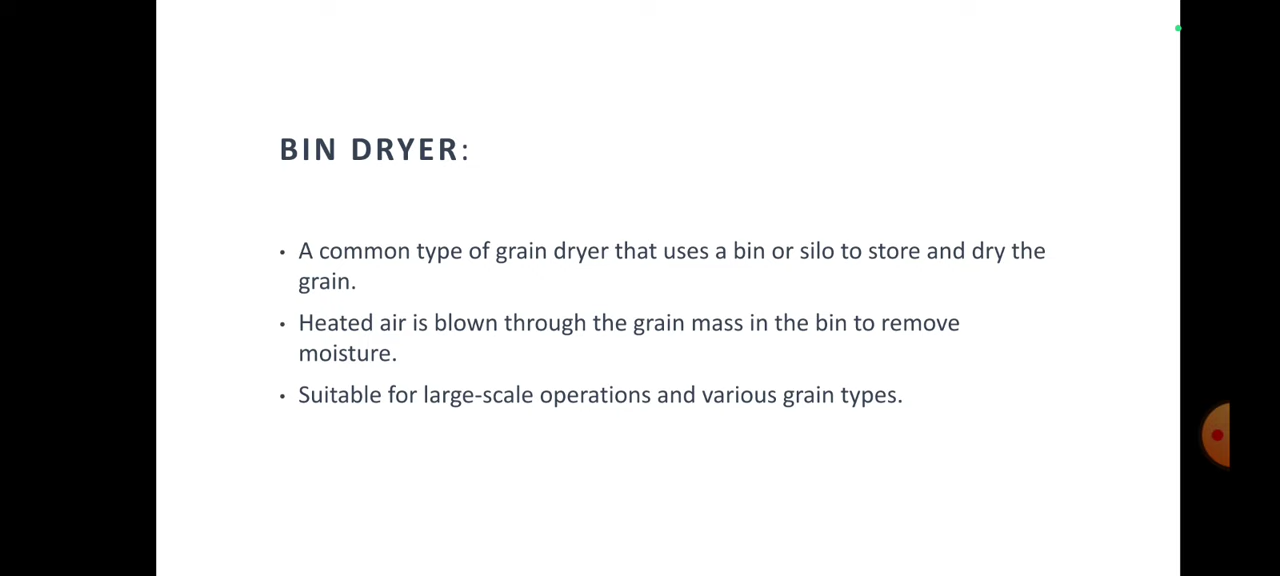 BIN DRYER:
• A common type of grain dryer that uses a bin or silo to store and dry the
grain.
• Heated air is blown through the grain mass in the bin to remove
moisture.
• Suitable for large-scale operations and various grain types.